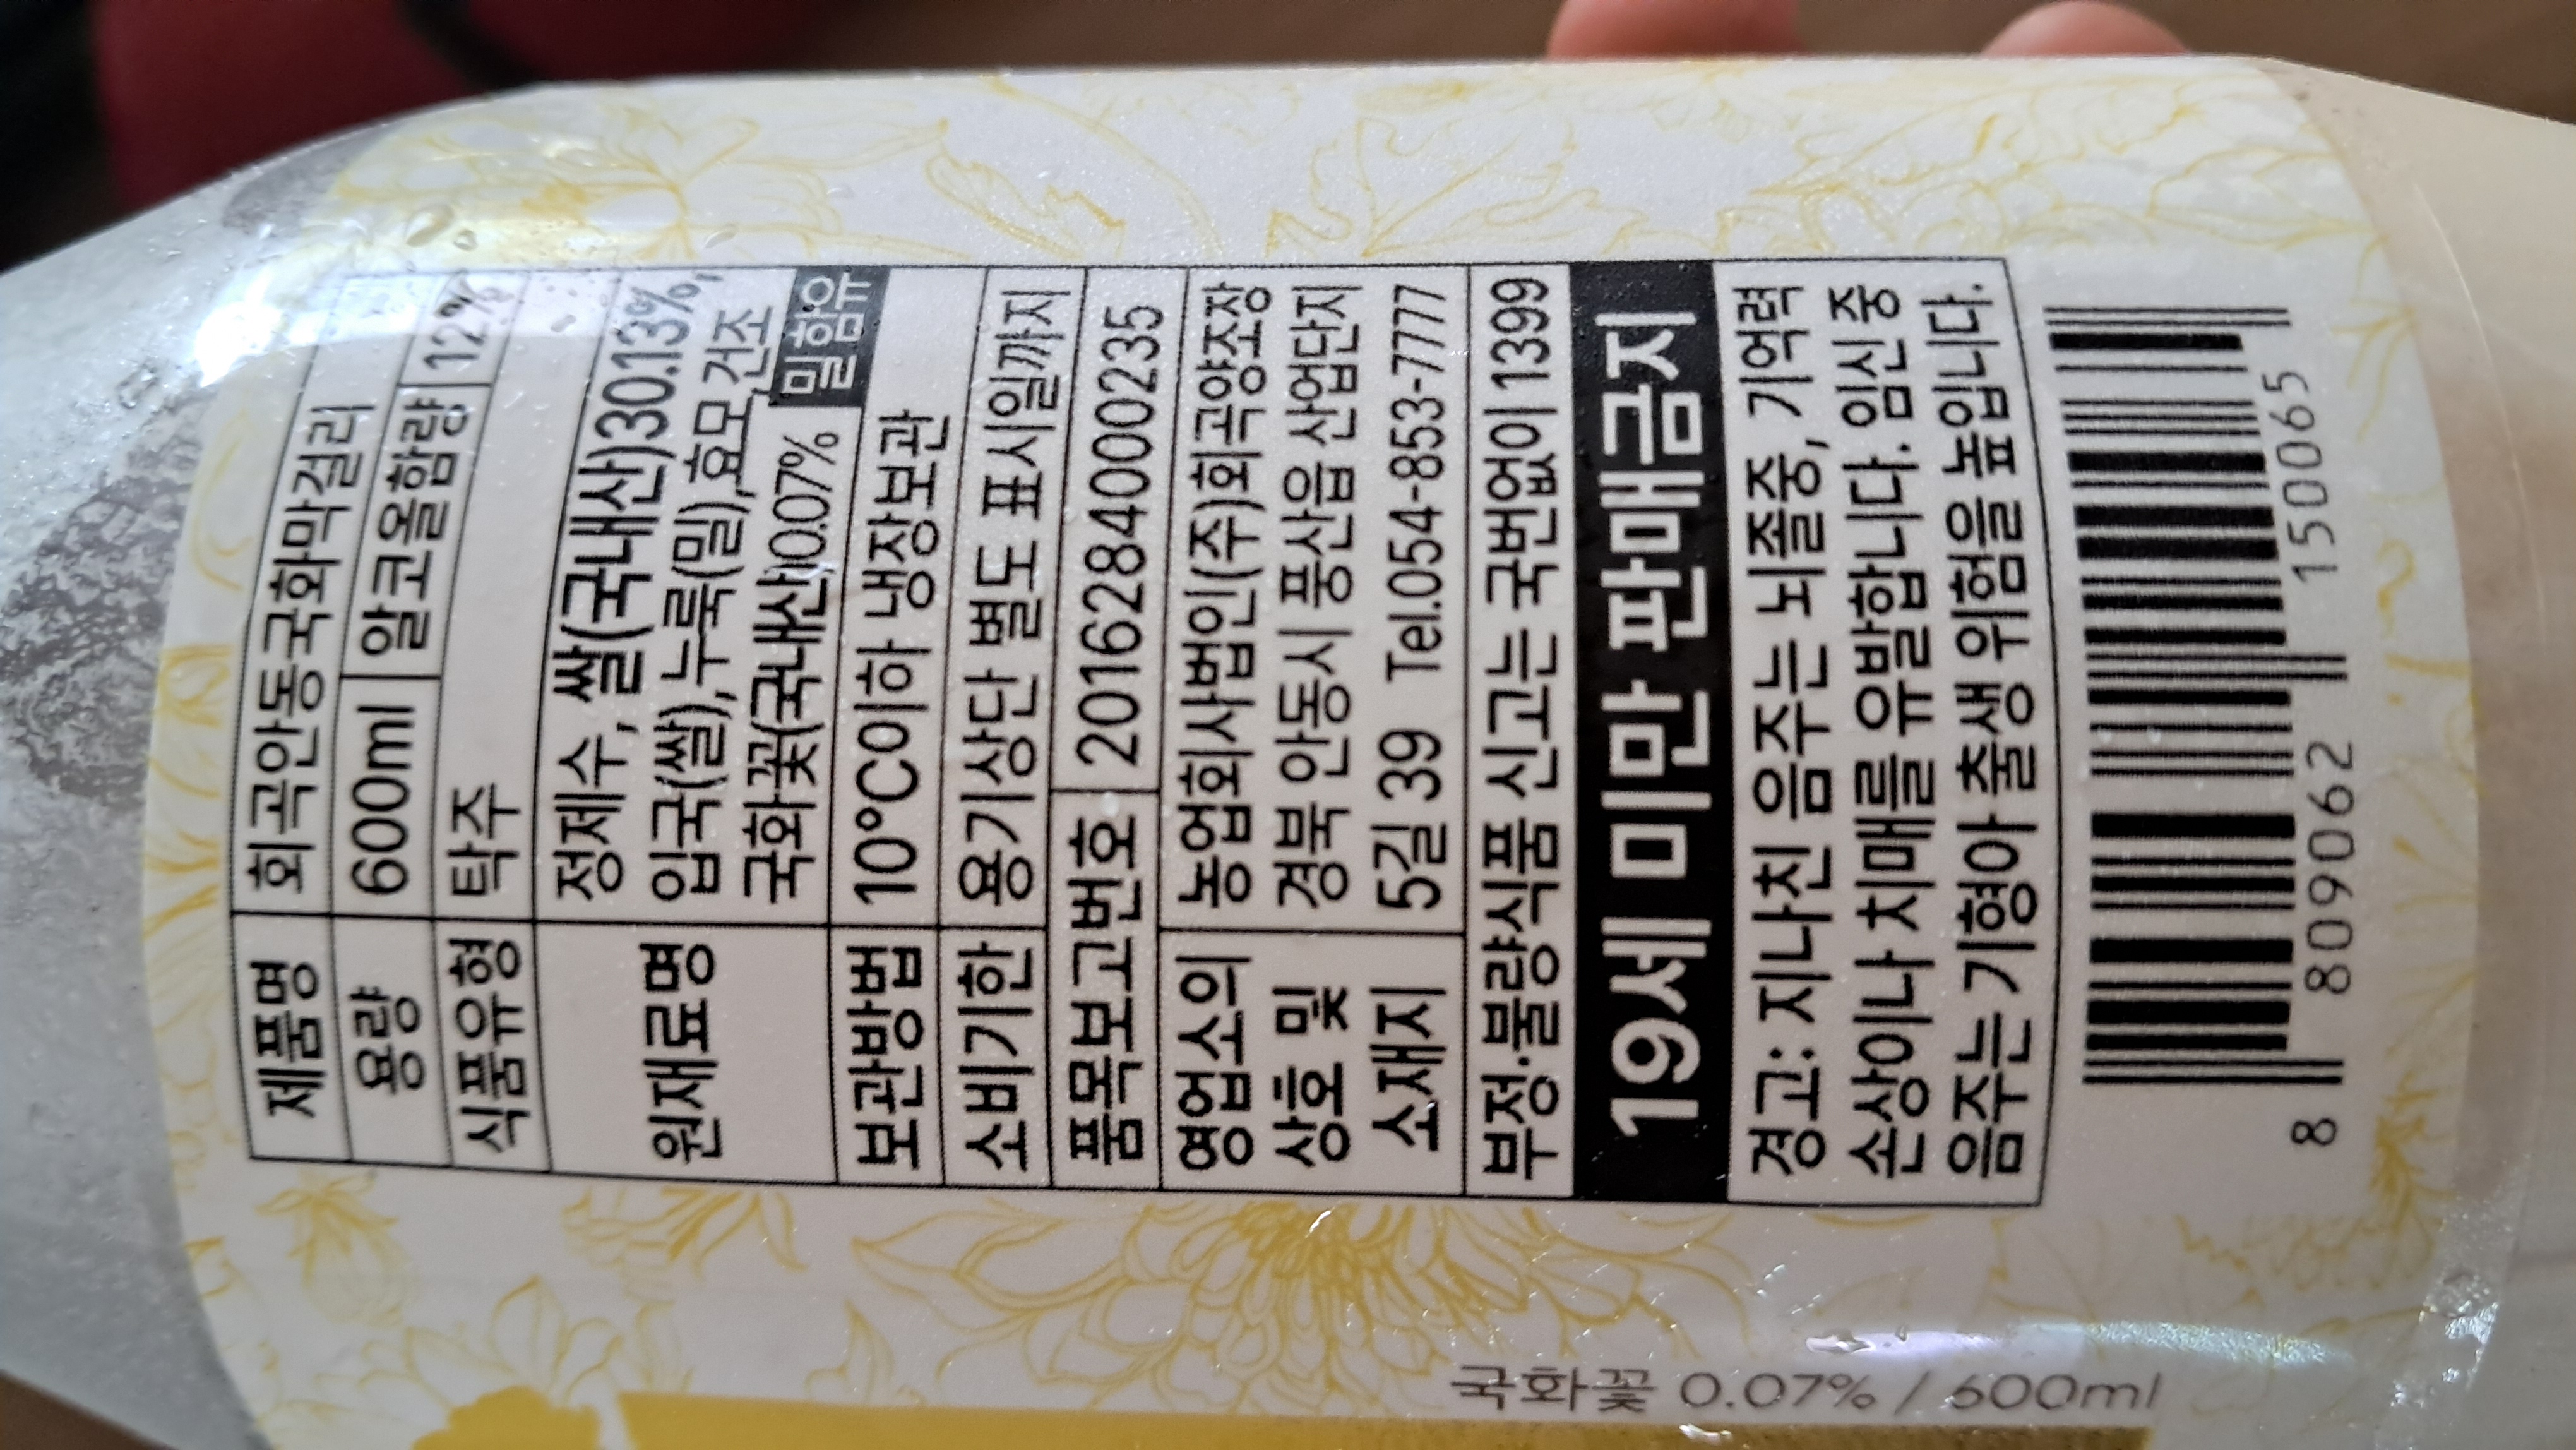 제품명 회곡안동국화막걸리
용량 600ml 알코올함량 12%
식품유형 탁주
원재료명 정제수, 쌀(국내산)30.13%,
입국(쌀),누룩(밀),효모,건조
국화꽃(국내산)0.07% 밀 함유
보관방법 10°C이하 냉장보관
소비기한 용기상단 별도 표시일까지
품목보고번호 20162840000235
영업소의 농업회사법인(주)회곡양조장
상호 및 경북 안동시 풍산읍 산업단지
소재지 5길 39 Tel.054-853-7777
부정·불량식품 신고는 국번없이 1399
19세 미만 판매금지
경고: 지나친 음주는 뇌졸중, 기억력
손상이나 치매를 유발합니다. 임신 중
음주는 기형아 출생 위험을 높입니다.
8 809062 150065
국화꽃 0.07% / 600ml